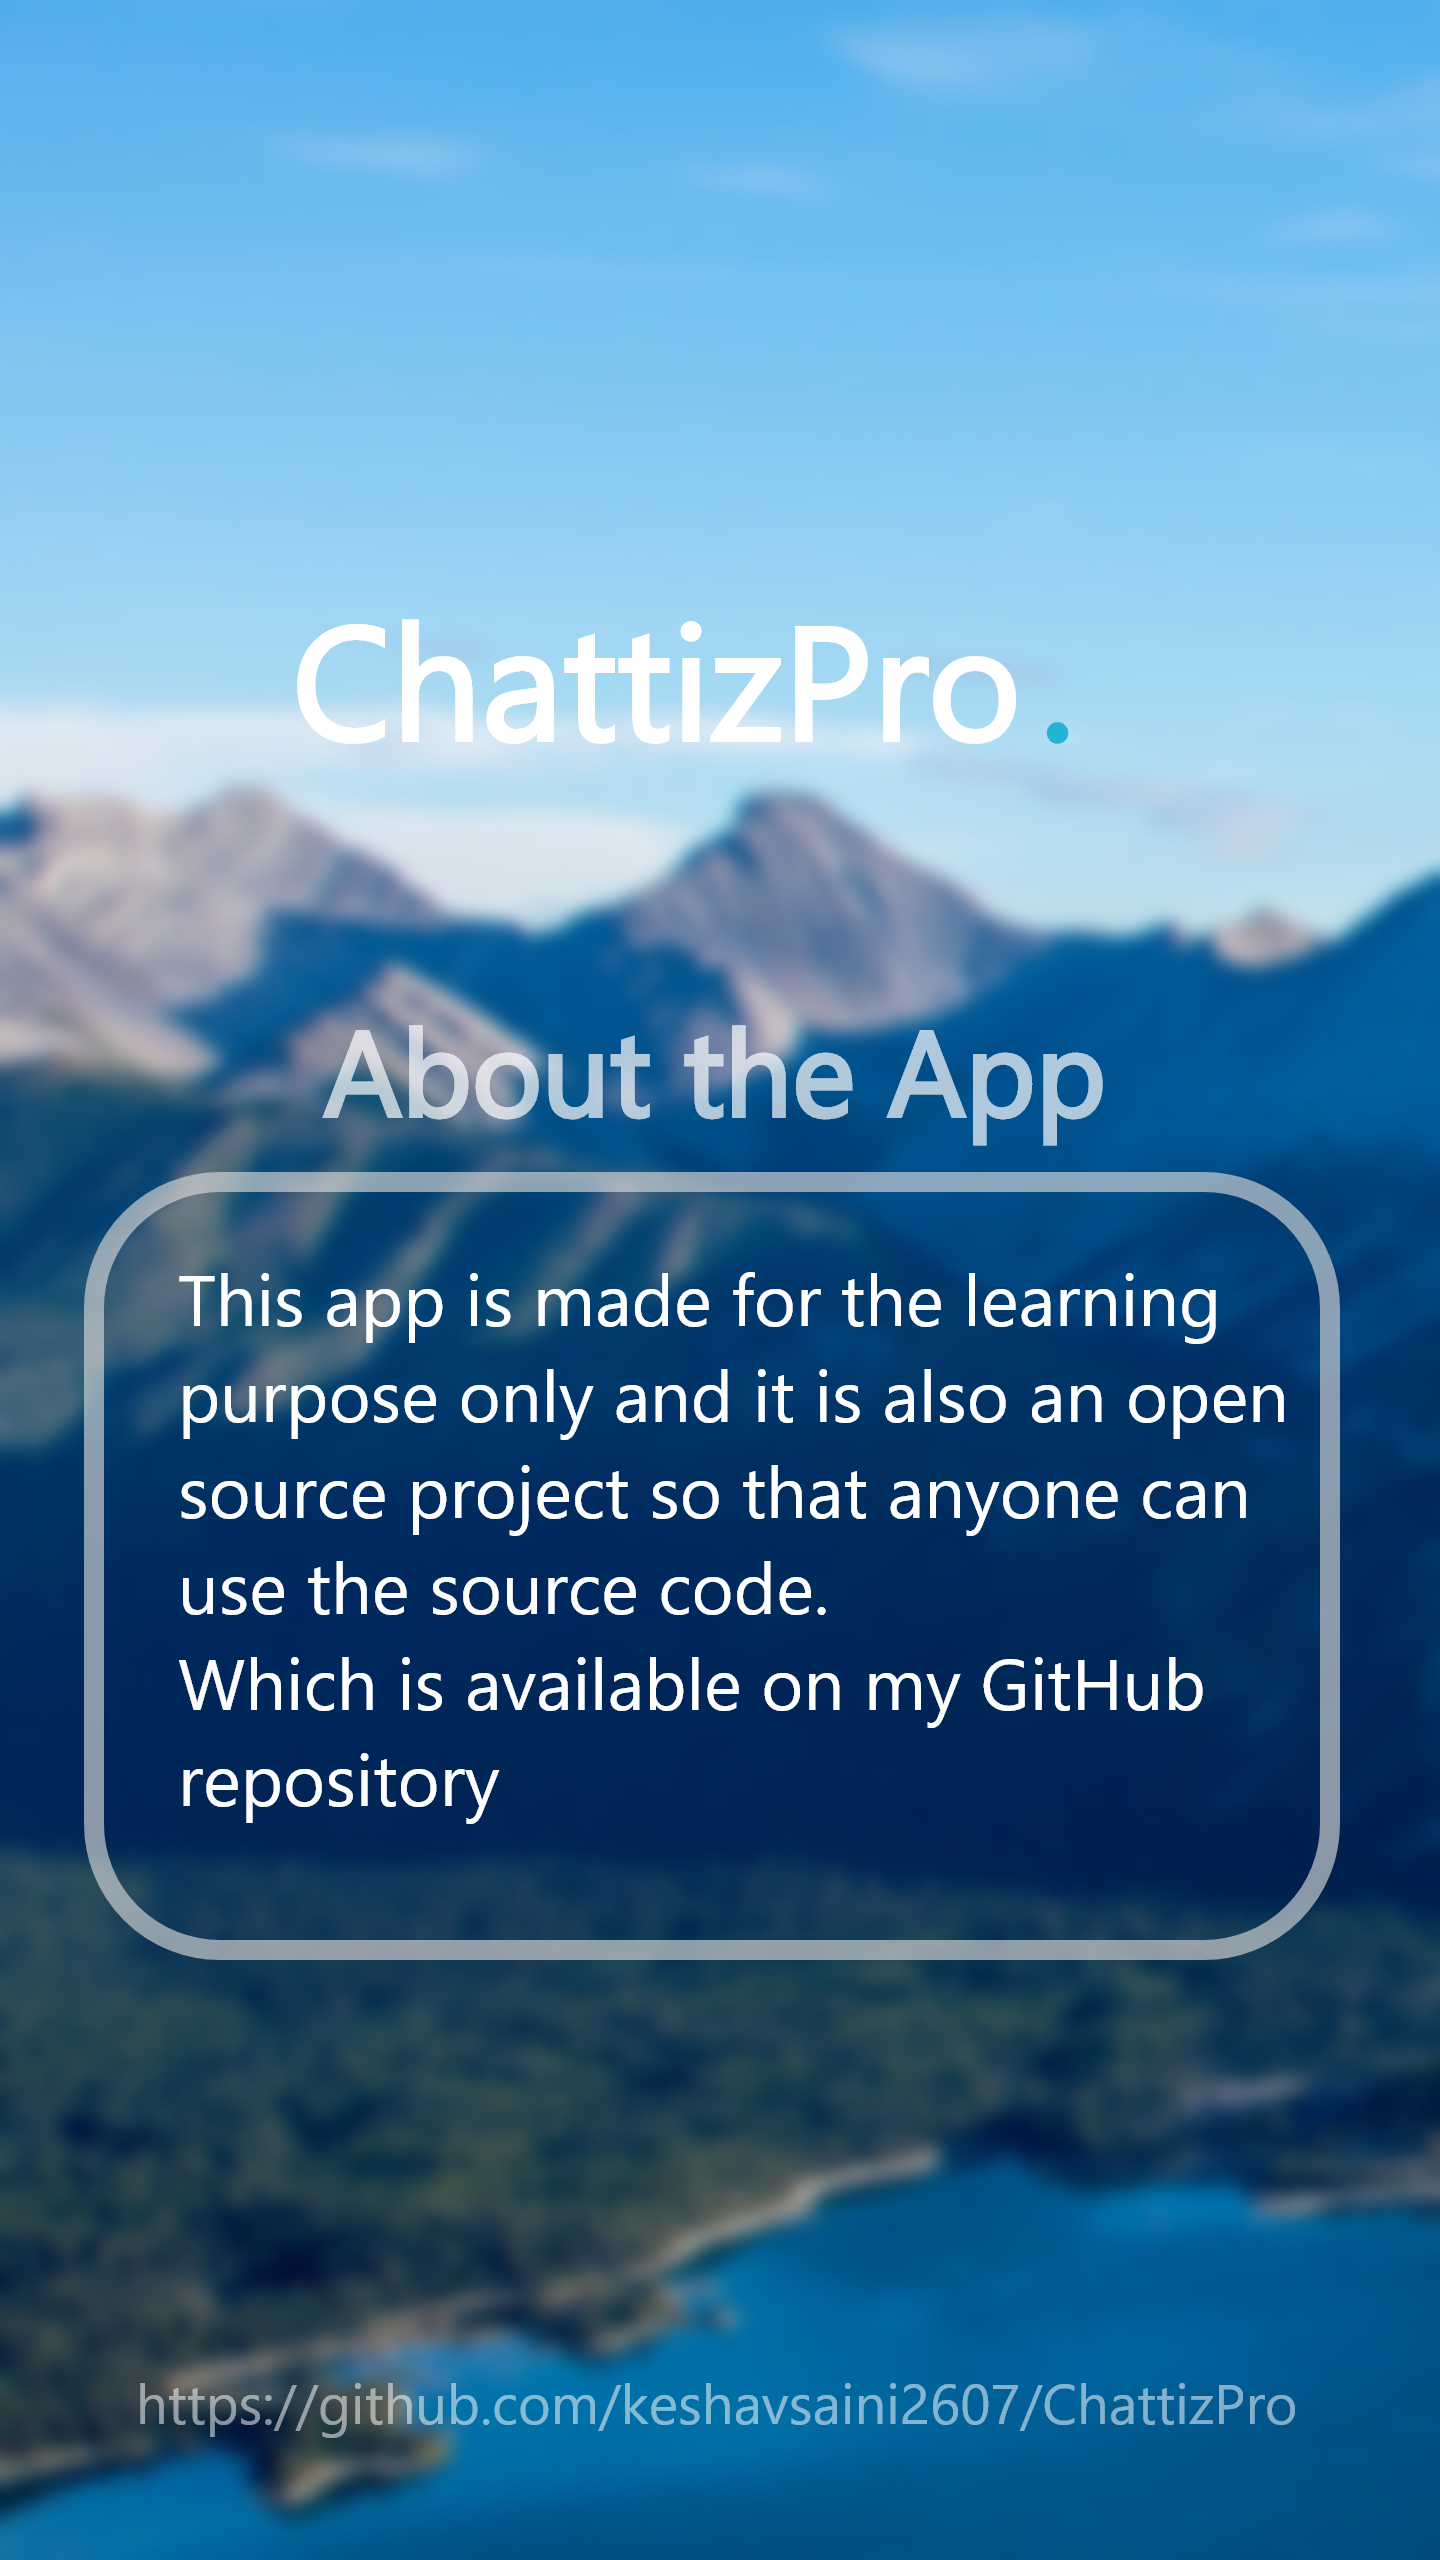 ChattizPro.
About the App
This app is made for the learning
purpose only and it is also an open
source project so that anyone can
use the source code.
Which is available on my GitHub
repository
https://github.com/keshavsaini2607/ChattizPro